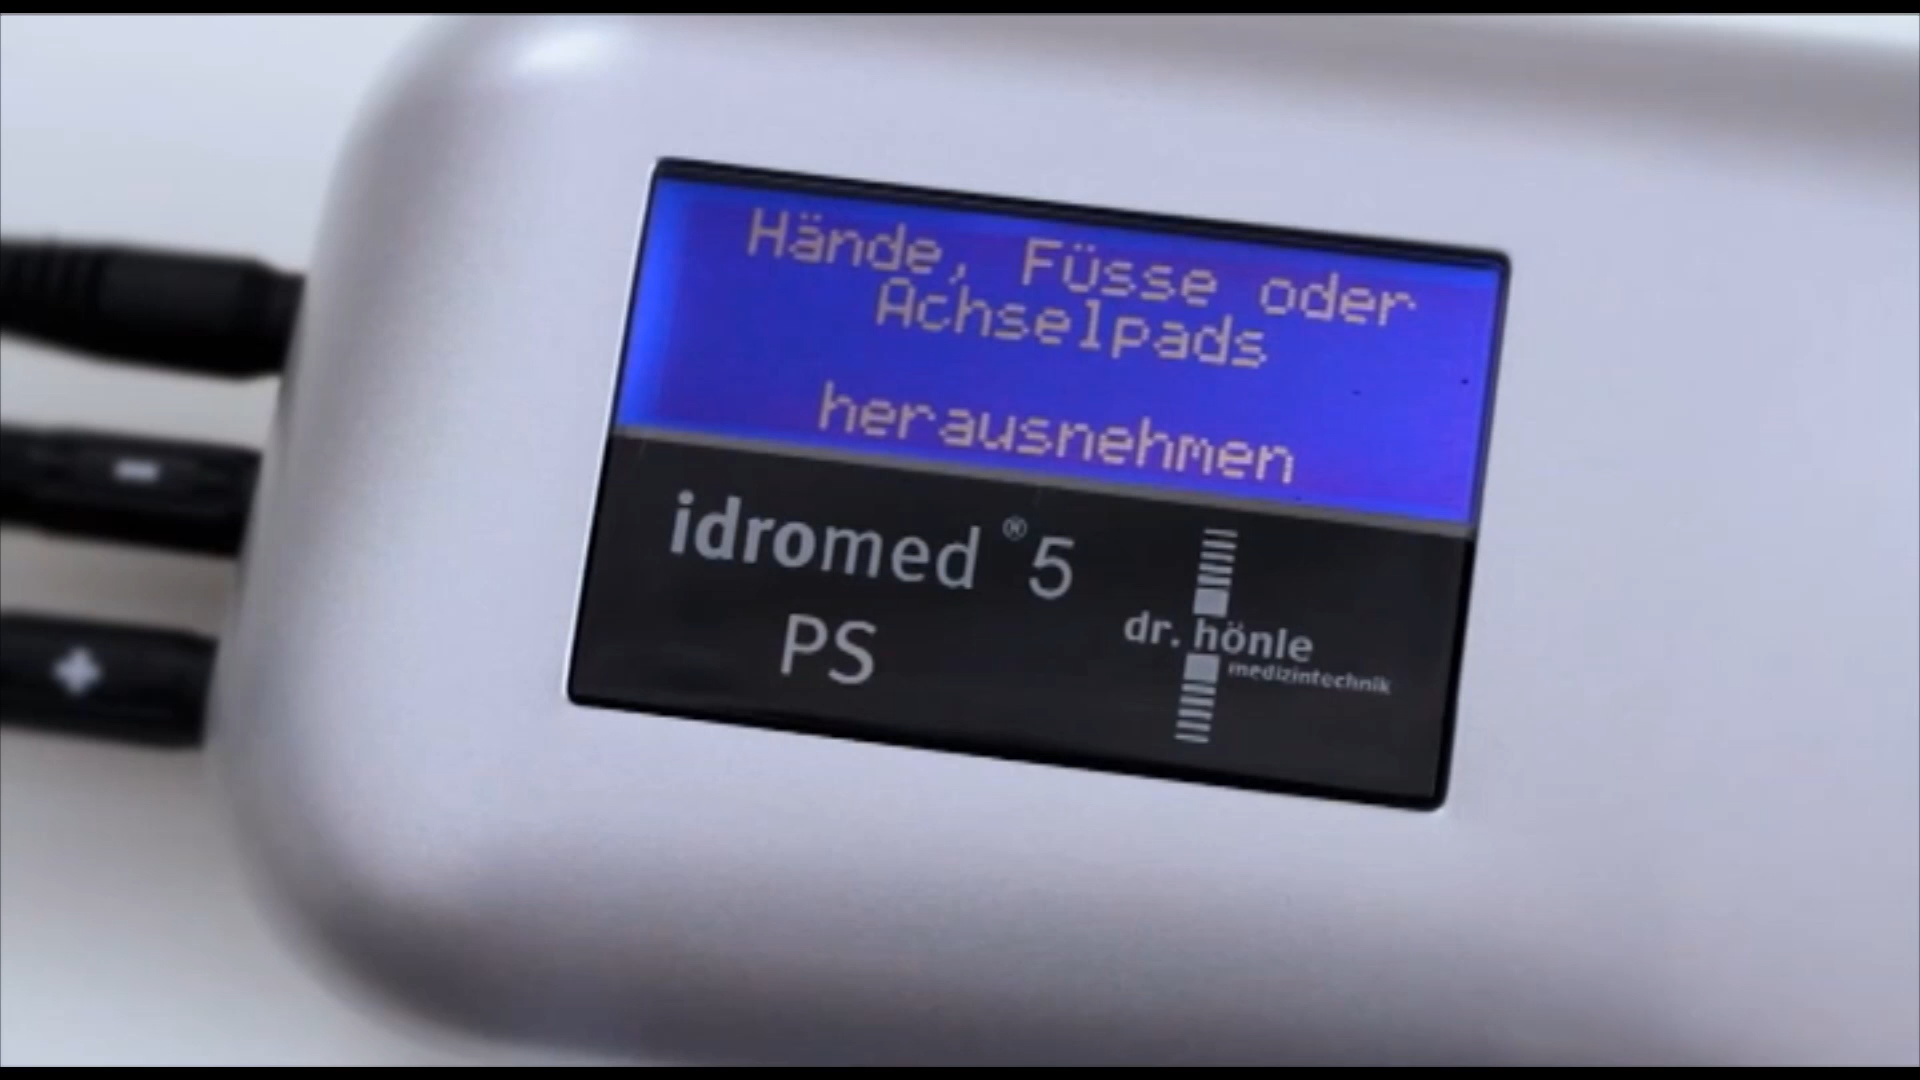 Hände, Füsse oder
Achselpads
herausnehmen
idromed® 5
PS
dr. hönle
medizintechnik
-
+